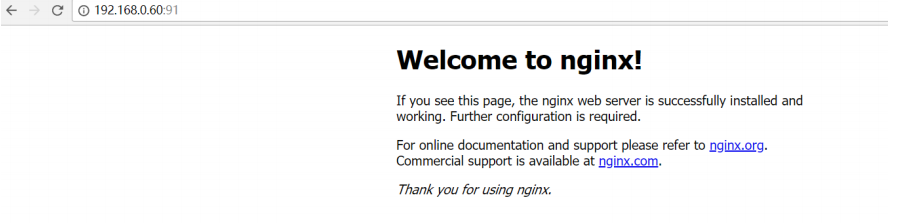 192.168.0.60:91
Welcome to nginx!
If you see this page, the nginx web server is successfully installed and
working. Further configuration is required.
For online documentation and support please refer to nginx.org.
Commercial support is available at nginx.com.
Thank you for using nginx.